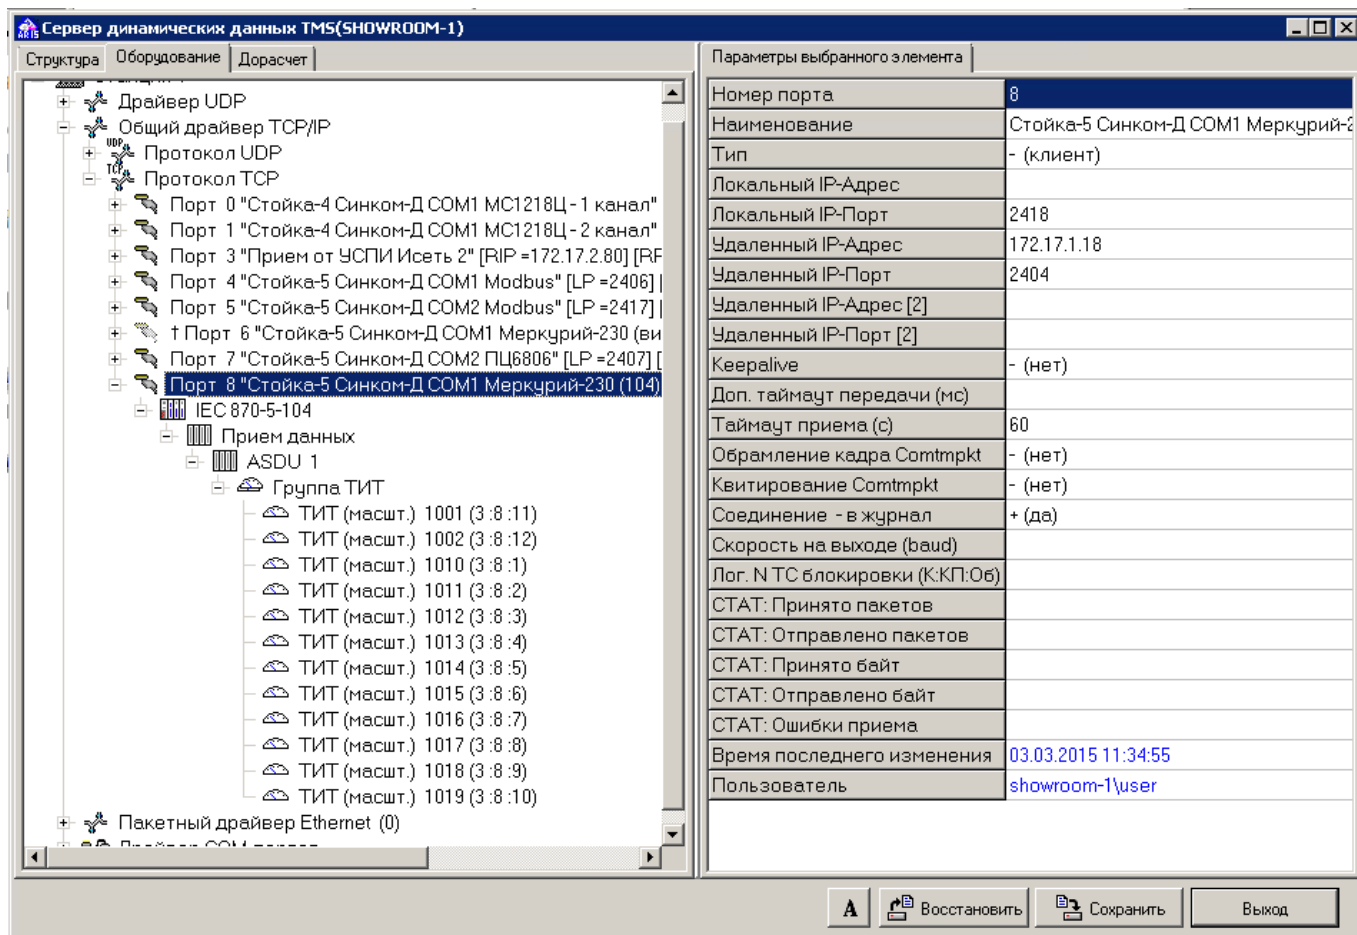 Сервер динамических данных TMS(SHOWROOM-1)
Структура Оборудование Дорасчет
Драйвер UDP
Общий драйвер TCP/IP
UDP Протокол UDP
TCP Протокол TCP
Порт 0 "Стойка-4 Синком-Д COM1 МС1218Ц - 1 канал"
Порт 1 "Стойка-4 Синком-Д COM1 МС1218Ц - 2 канал"
Порт 3 "Прием от УСПИ Исеть 2" [RIP =172.17.2.80] [RF
Порт 4 "Стойка-5 Синком-Д COM1 Modbus" [LP =2406] [
Порт 5 "Стойка-5 Синком-Д COM2 Modbus" [LP =2417] [
† Порт 6 "Стойка-5 Синком-Д COM1 Меркурий-230 (ви
Порт 7 "Стойка-5 Синком-Д COM2 ПЦ6806" [LP =2407] [
Порт 8 "Стойка-5 Синком-Д COM1 Меркурий-230 (104)
IEC 870-5-104
Прием данных
ASDU 1
Группа ТИТ
ТИТ (масшт.) 1001 (3 :8 :11)
ТИТ (масшт.) 1002 (3 :8 :12)
ТИТ (масшт.) 1010 (3 :8 :1)
ТИТ (масшт.) 1011 (3 :8 :2)
ТИТ (масшт.) 1012 (3 :8 :3)
ТИТ (масшт.) 1013 (3 :8 :4)
ТИТ (масшт.) 1014 (3 :8 :5)
ТИТ (масшт.) 1015 (3 :8 :6)
ТИТ (масшт.) 1016 (3 :8 :7)
ТИТ (масшт.) 1017 (3 :8 :8)
ТИТ (масшт.) 1018 (3 :8 :9)
ТИТ (масшт.) 1019 (3 :8 :10)
Пакетный драйвер Ethernet (0)
Параметры выбранного элемента
Номер порта 8
Наименование Стойка-5 Синком-Д COM1 Меркурий-2
Тип - (клиент)
Локальный IP-Адрес
Локальный IP-Порт 2418
Удаленный IP-Адрес 172.17.1.18
Удаленный IP-Порт 2404
Удаленный IP-Адрес [2]
Удаленный IP-Порт [2]
Keepalive - (нет)
Доп. таймаут передачи (мс)
Таймаут приема (с) 60
Обрамление кадра Comtmpkt - (нет)
Квитирование Comtmpkt - (нет)
Соединение - в журнал + (да)
Скорость на выходе (baud)
Лог. N ТС блокировки (К:КП:Об)
СТАТ: Принято пакетов
СТАТ: Отправлено пакетов
СТАТ: Принято байт
СТАТ: Отправлено байт
СТАТ: Ошибки приема
Время последнего изменения 03.03.2015 11:34:55
Пользователь showroom-1\user
A Восстановить Сохранить Выход